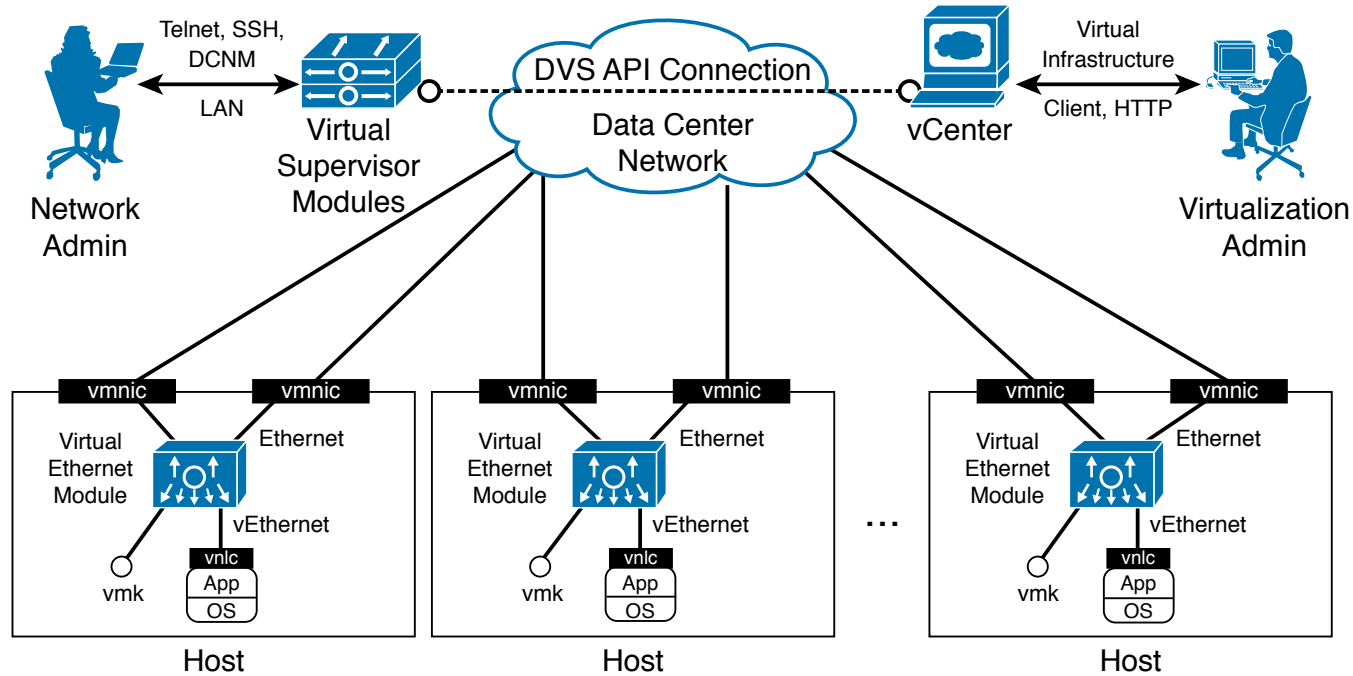 Telnet, SSH,
DCNM
LAN
Network
Admin
Virtual
Supervisor
Modules
DVS API Connection
Data Center
Network
vCenter
Virtual
Infrastructure
Client, HTTP
Virtualization
Admin
vmnic
vmnic
Virtual
Ethernet
Module
Ethernet
vEthernet
vmk
vnlc
App
OS
Host
vmnic
vmnic
Virtual
Ethernet
Module
Ethernet
vEthernet
vmk
vnlc
App
OS
Host
...
vmnic
vmnic
Virtual
Ethernet
Module
Ethernet
vEthernet
vmk
vnlc
App
OS
Host